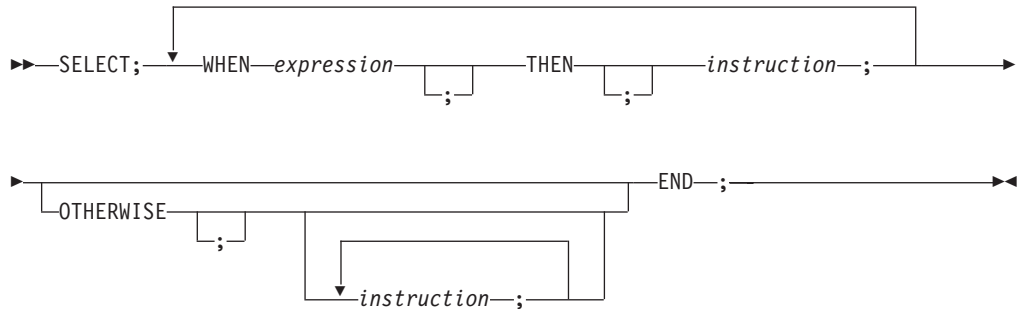 SELECT; WHEN expression ; THEN ; instruction ;
OTHERWISE ; instruction ; END ;